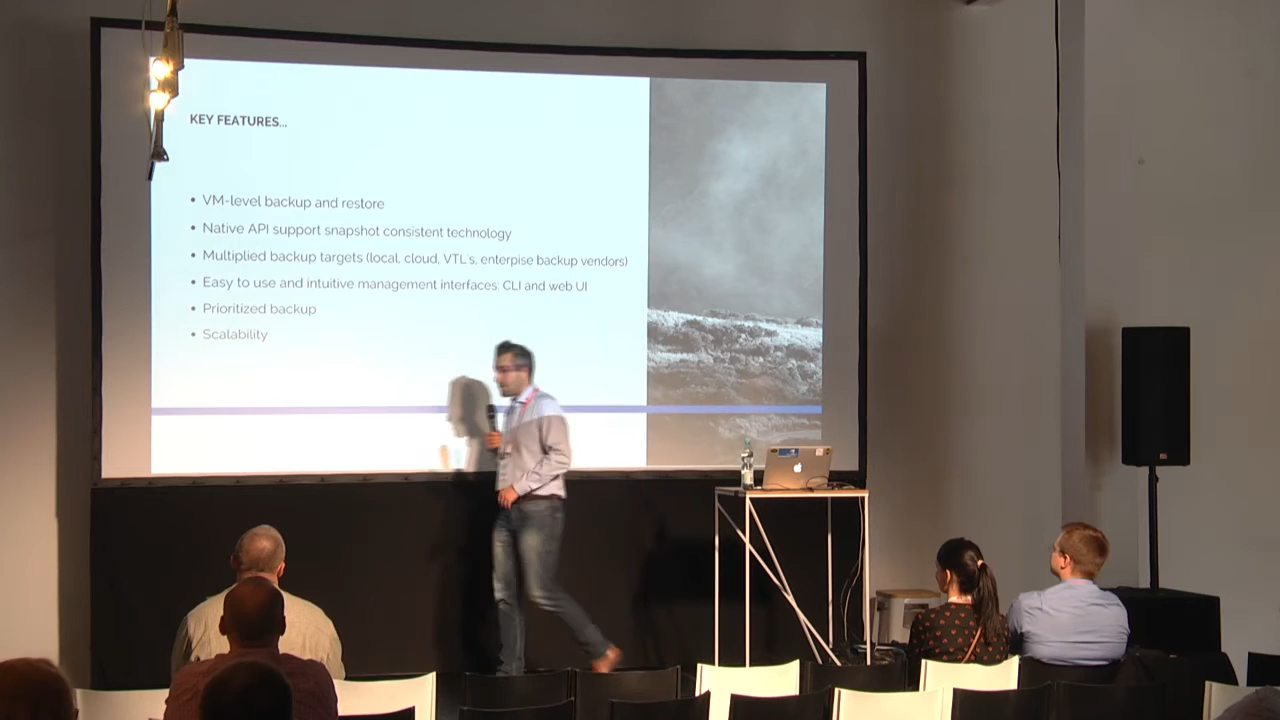 KEY FEATURES...
• VM-level backup and restore
• Native API support snapshot consistent technology
• Multiplied backup targets (local, cloud, VTL´s, enterpise backup vendors)
• Easy to use and intuitive management interfaces: CLI and web UI
• Prioritized backup
• Scalability